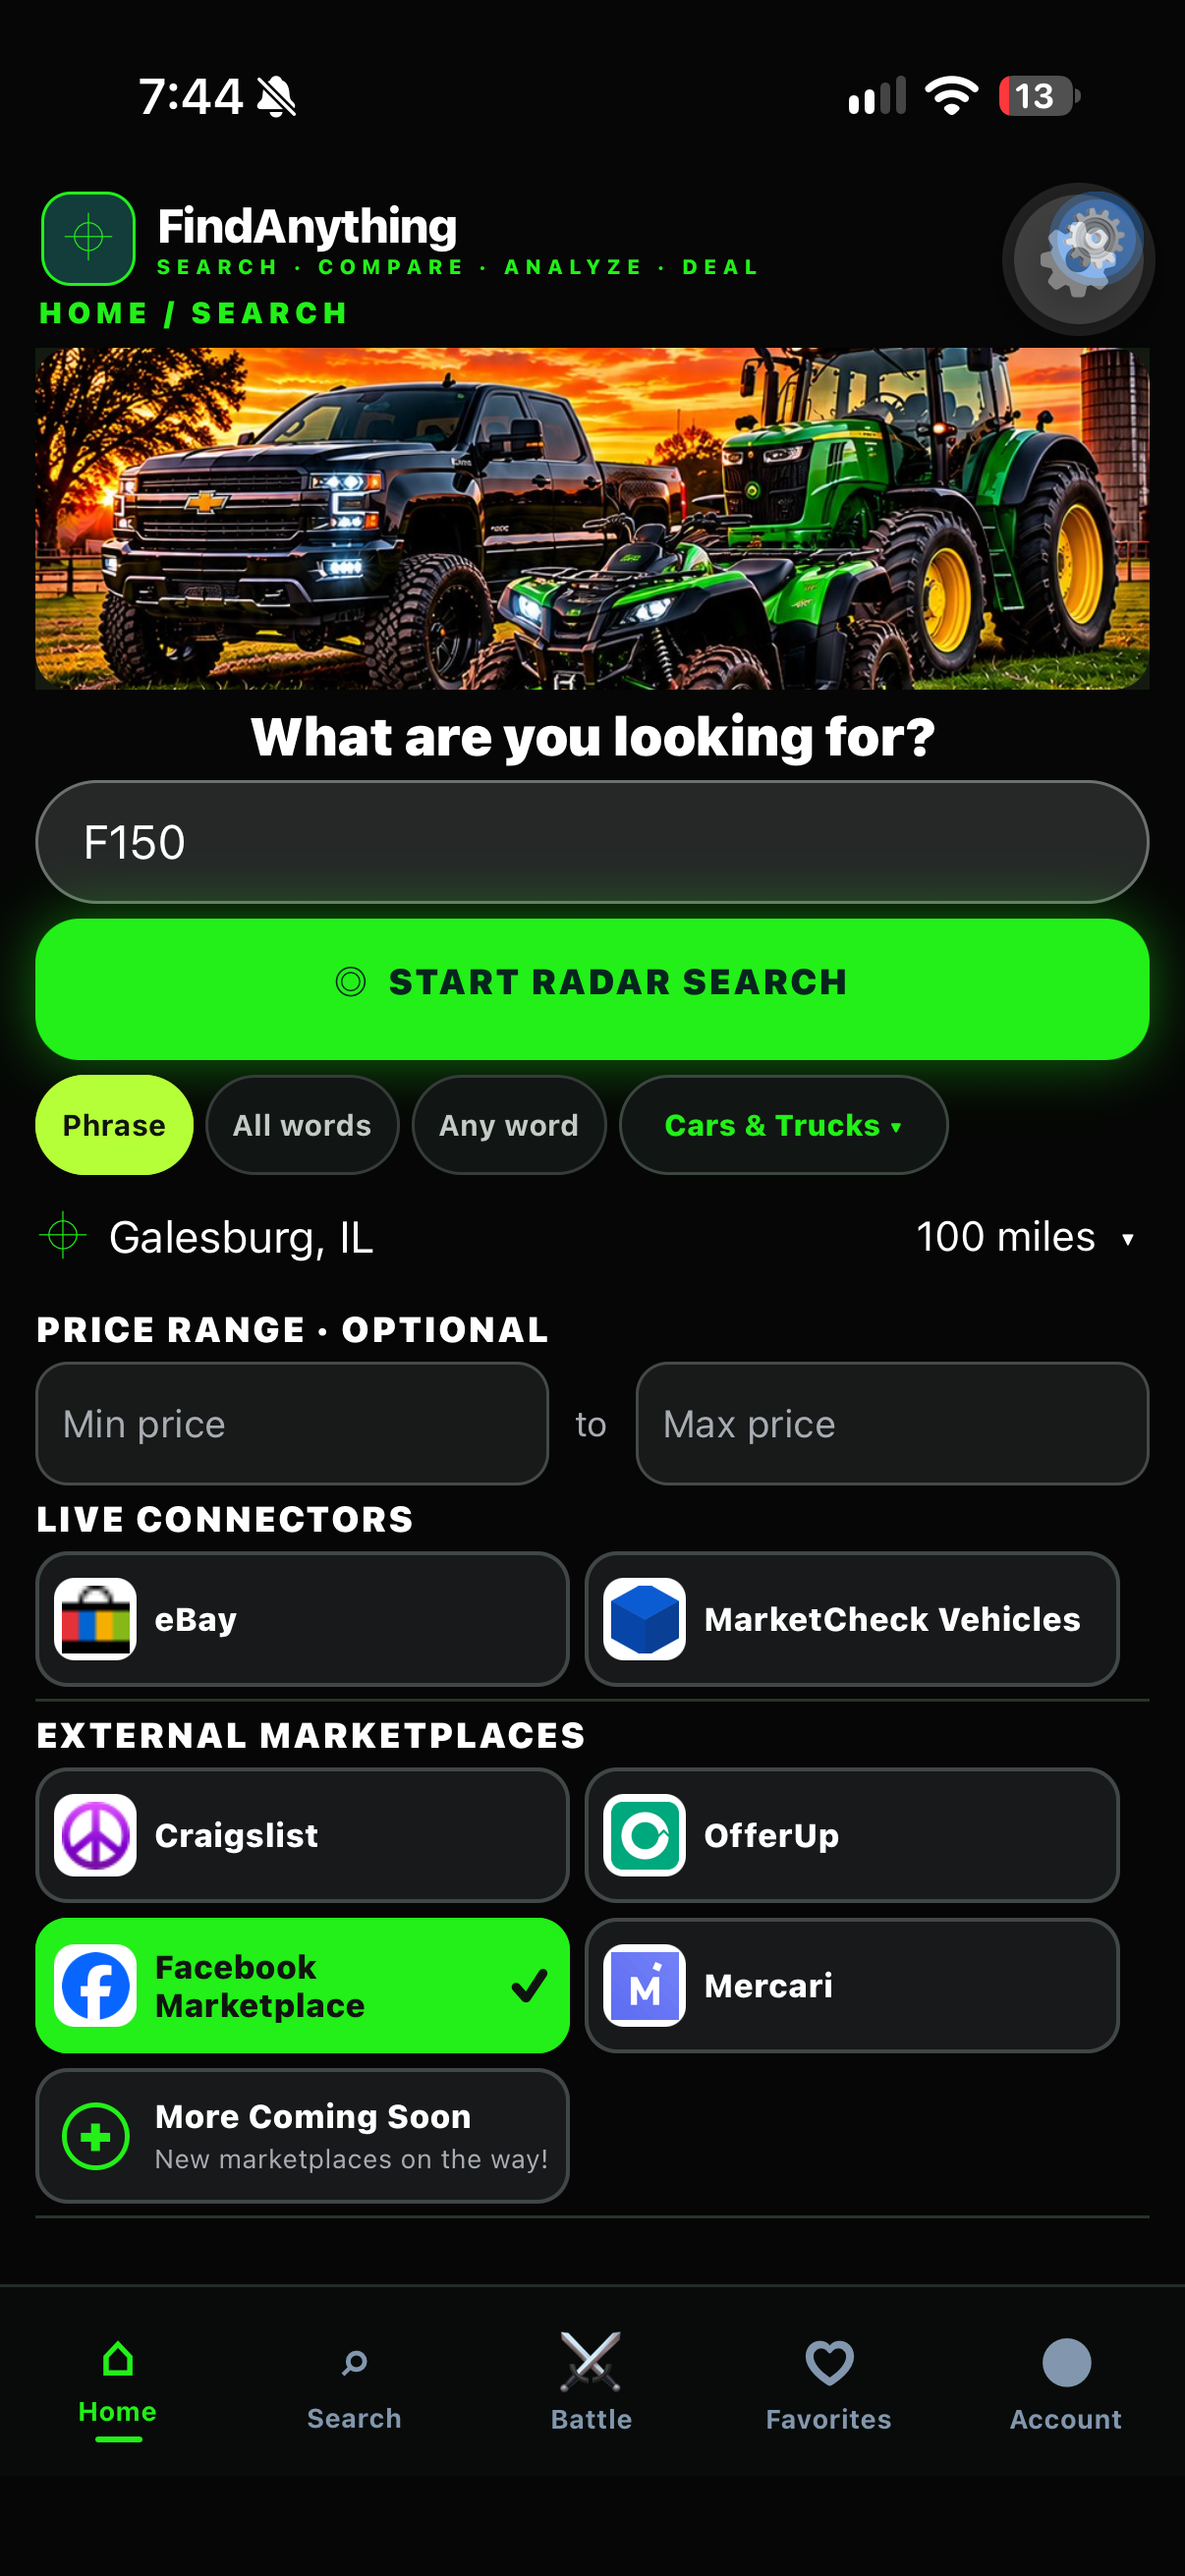 7:44
13
FindAnything
SEARCH · COMPARE · ANALYZE · DEAL
HOME / SEARCH
What are you looking for?
F150
START RADAR SEARCH
Phrase
All words
Any word
Cars & Trucks
Galesburg, IL
100 miles
PRICE RANGE · OPTIONAL
Min price
to
Max price
LIVE CONNECTORS
eBay
MarketCheck Vehicles
EXTERNAL MARKETPLACES
Craigslist
OfferUp
Facebook
Marketplace
Mercari
More Coming Soon
New marketplaces on the way!
Home
Search
Battle
Favorites
Account